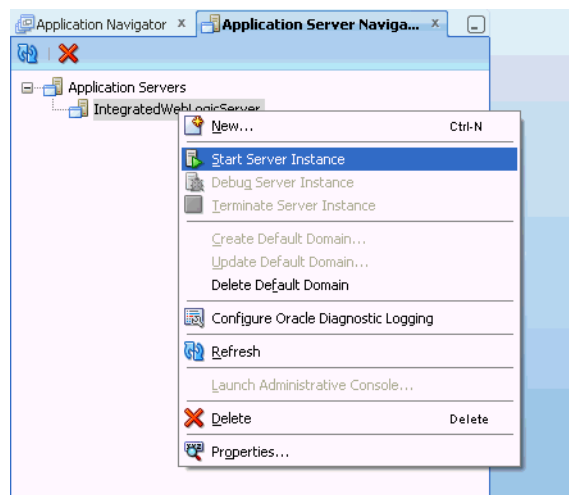 Application Navigator x Application Server Naviga... x
Application Servers
IntegratedWebLogicServer
New... Ctrl-N
Start Server Instance
Debug Server Instance
Terminate Server Instance
Create Default Domain...
Update Default Domain...
Delete Default Domain
Configure Oracle Diagnostic Logging
Refresh
Launch Administrative Console...
Delete Delete
Properties...